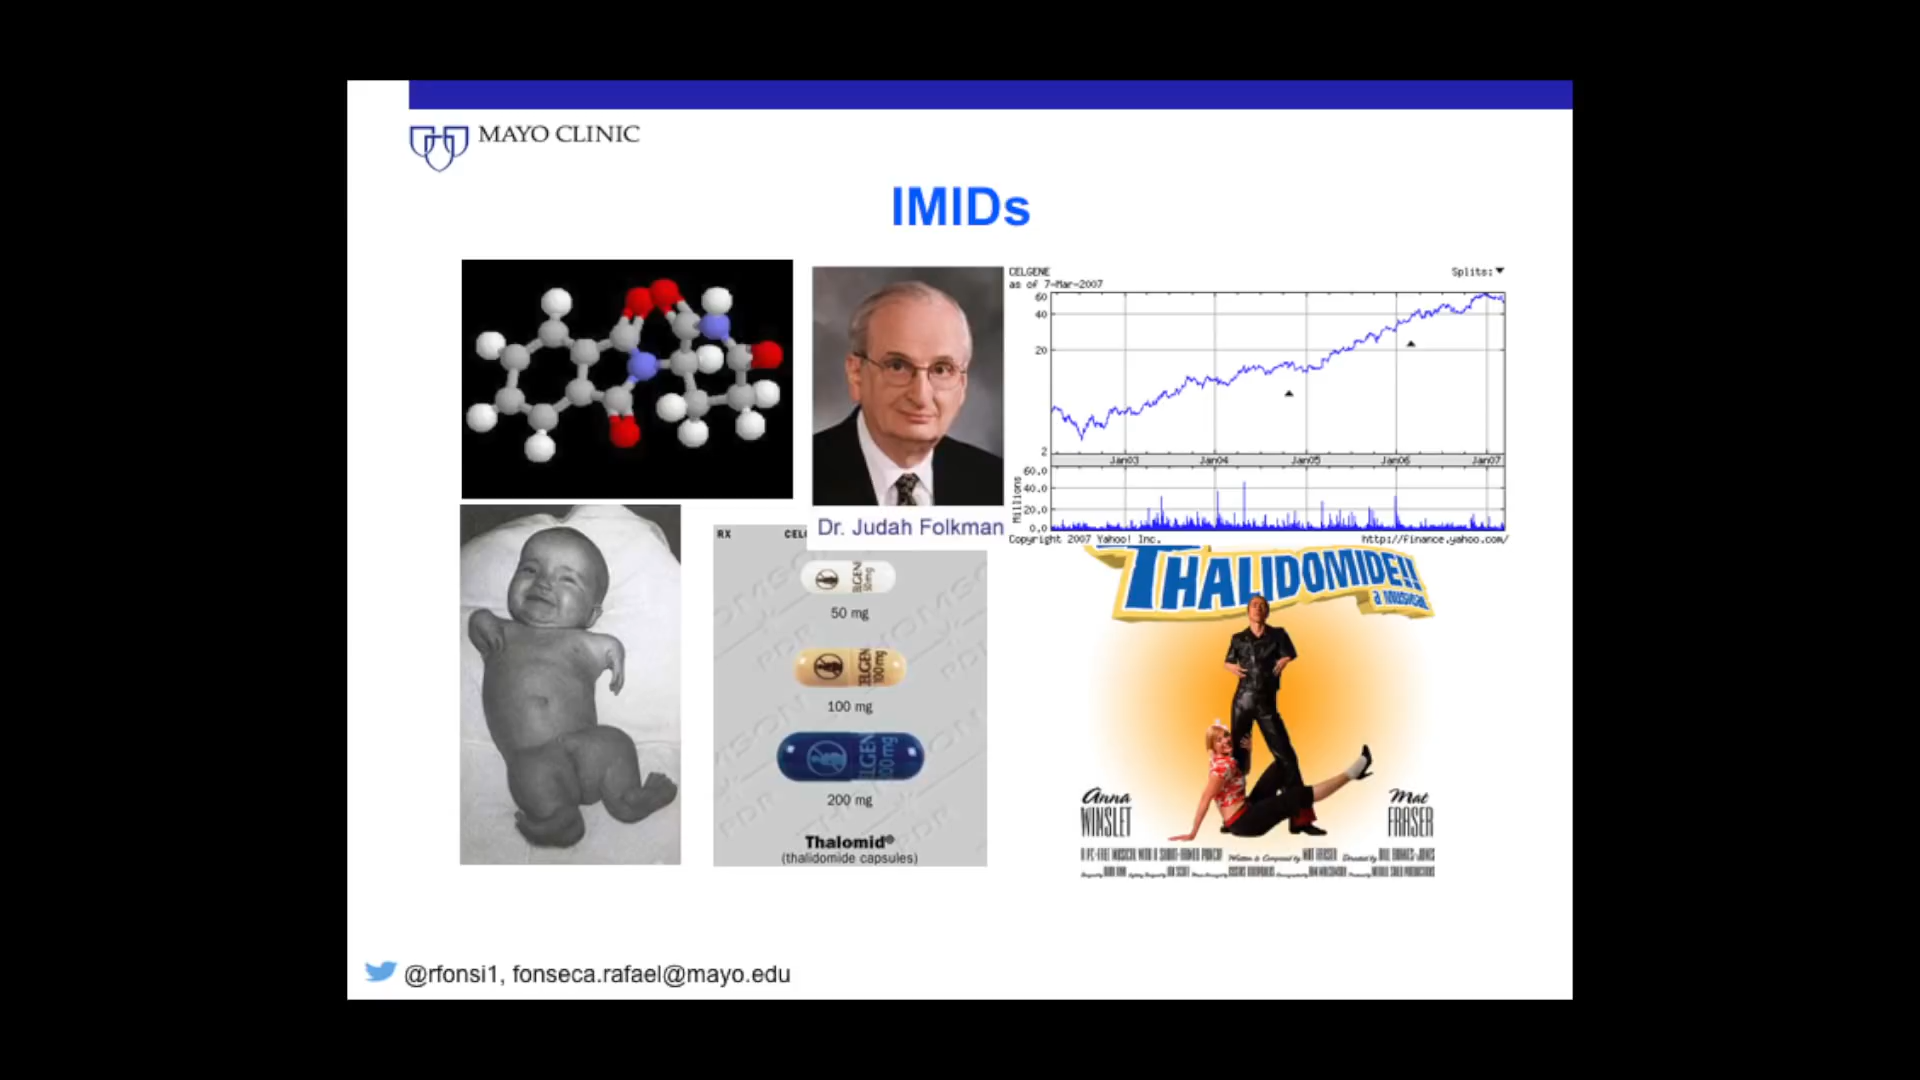 MAYO CLINIC
IMIDs
CELGENE
as of 7-Mar-2007
Splits:
60
40
20
2
Jan03 Jan04 Jan05 Jan06 Jan07
60.0
40.0
20.0
0.0
Millions
Copyright 2007 Yahoo! Inc.
http://finance.yahoo.com/
Dr. Judah Folkman
RX
50 mg
100 mg
200 mg
Thalomid®
(thalidomide capsules)
THALIDOMIDE!!
a MUSICAL
Anna
WINSLET
Mat
FRASER
@rfonsi1, fonseca.rafael@mayo.edu